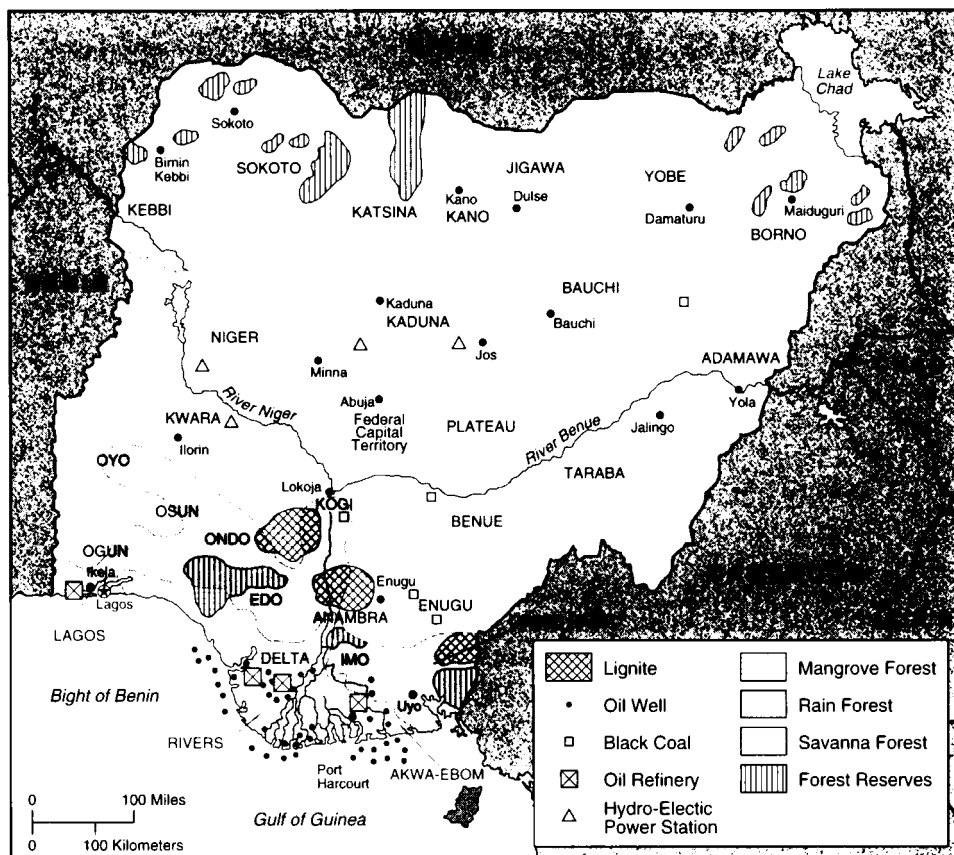 Lake
Chad
Sokoto
Birnin
Kebbi
SOKOTO
JIGAWA
YOBE
KATSINA
Kano
KANO
Dulse
Damaturu
Maiduguri
KEBBI
BORNO
BAUCHI
Kaduna
KADUNA
Bauchi
NIGER
Jos
Minna
ADAMAWA
Yola
River Niger
Abuja
Federal
Capital
Territory
KWARA
Ilorin
PLATEAU
River Benue
Jalingo
TARABA
OYO
Lokoja
KOGI
BENUE
OSUN
ONDO
OGUN
Ikeja
Lagos
EDO
Enugu
ANAMBRA
ENUGU
LAGOS
DELTA
IMO
Bight of Benin
Uyo
RIVERS
Port
Harcourt
AKWA-EBOM
Gulf of Guinea
0 100 Miles
0 100 Kilometers
Lignite
Oil Well
Black Coal
Oil Refinery
Hydro-Electic
Power Station
Mangrove Forest
Rain Forest
Savanna Forest
Forest Reserves